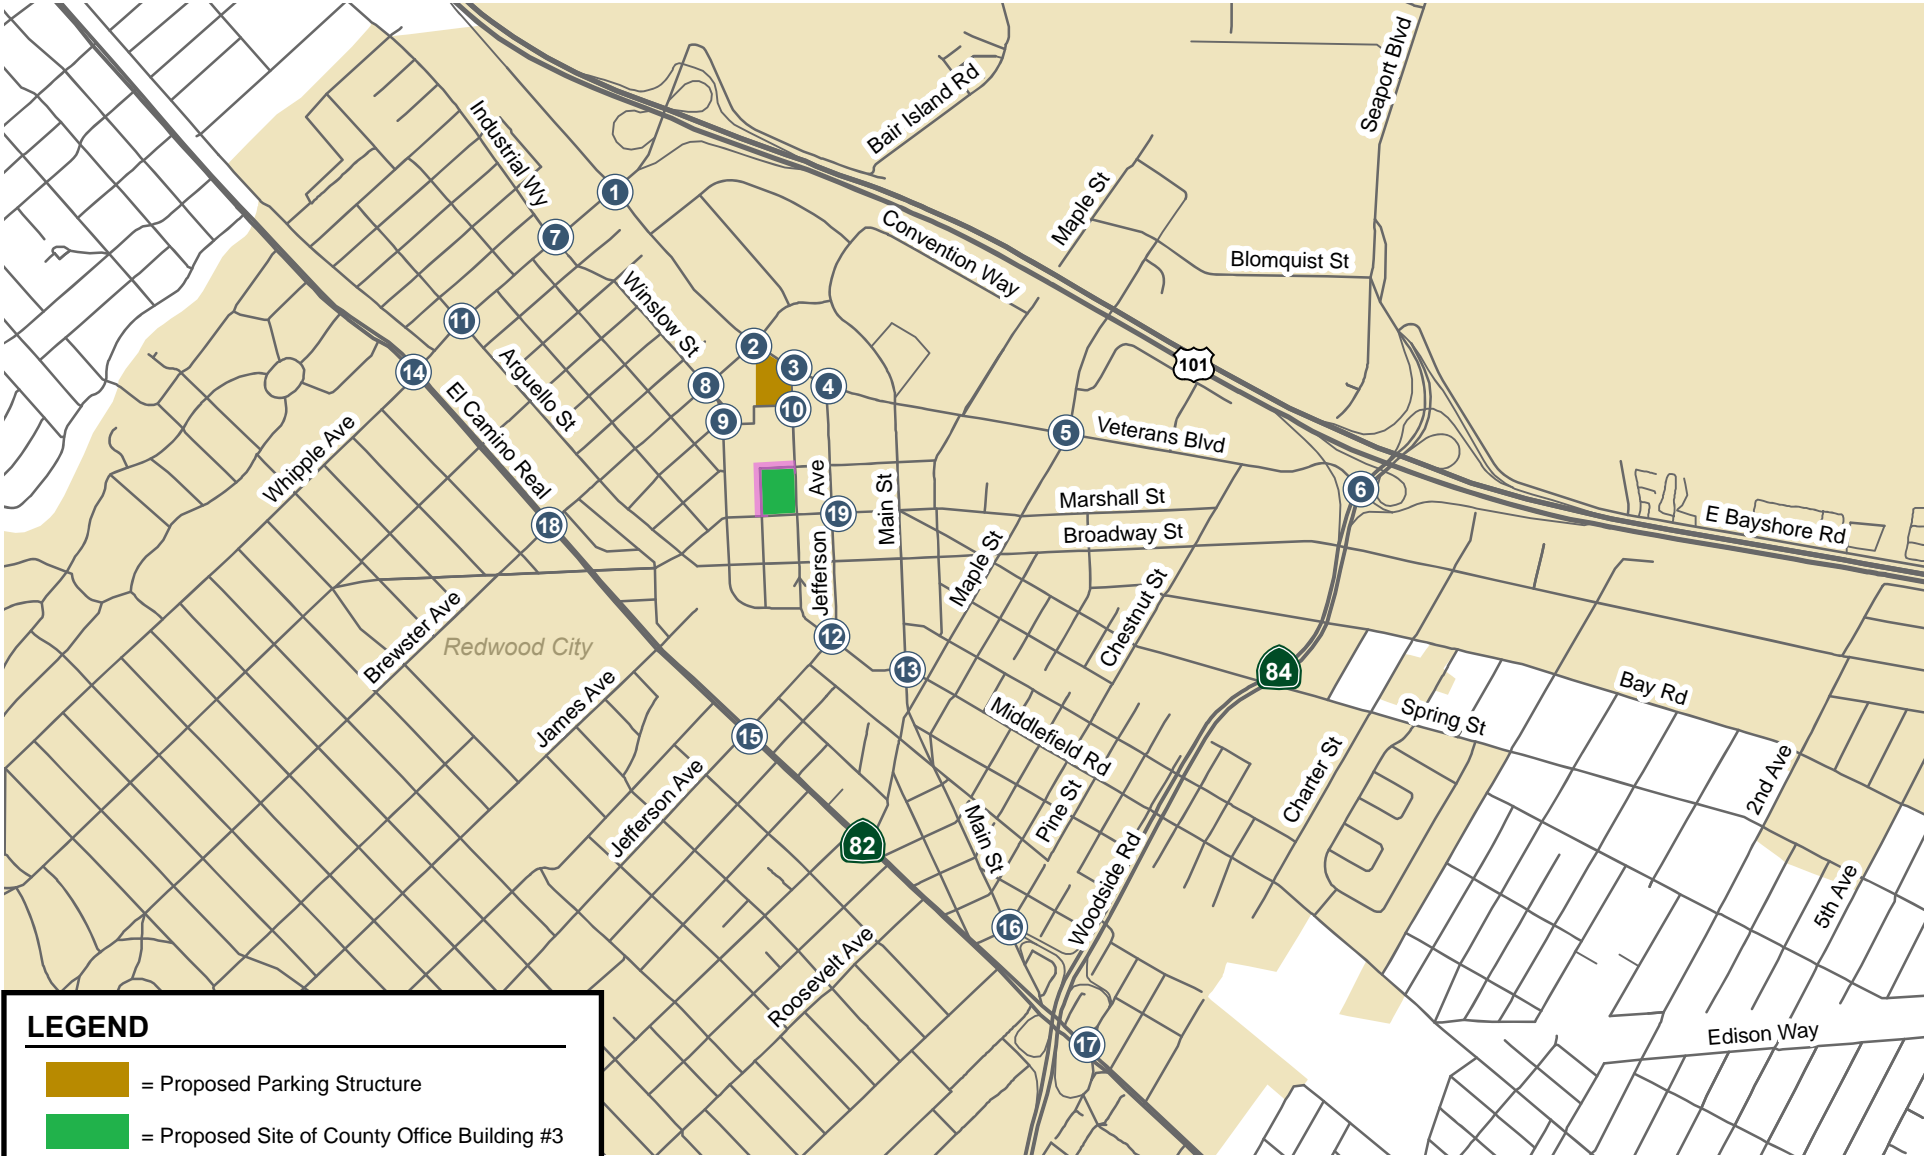 Seaport Blvd
Bair Island Rd
Industrial Wy
1
Maple St
7
Convention Way
Blomquist St
Winslow St
11
2
101
3
14
Arguello St
8
4
El Camino Real
9
10
5
Veterans Blvd
Whipple Ave
Ave
6
Marshall St
18
19
Main St
E Bayshore Rd
Broadway St
Jefferson
Maple St
Chestnut St
Brewster Ave
12
Redwood City
13
84
Bay Rd
James Ave
Spring St
15
Middlefield Rd
2nd Ave
Charter St
Jefferson Ave
Pine St
82
Main St
Woodside Rd
5th Ave
16
Roosevelt Ave
17
Edison Way
LEGEND
= Proposed Parking Structure
= Proposed Site of County Office Building #3